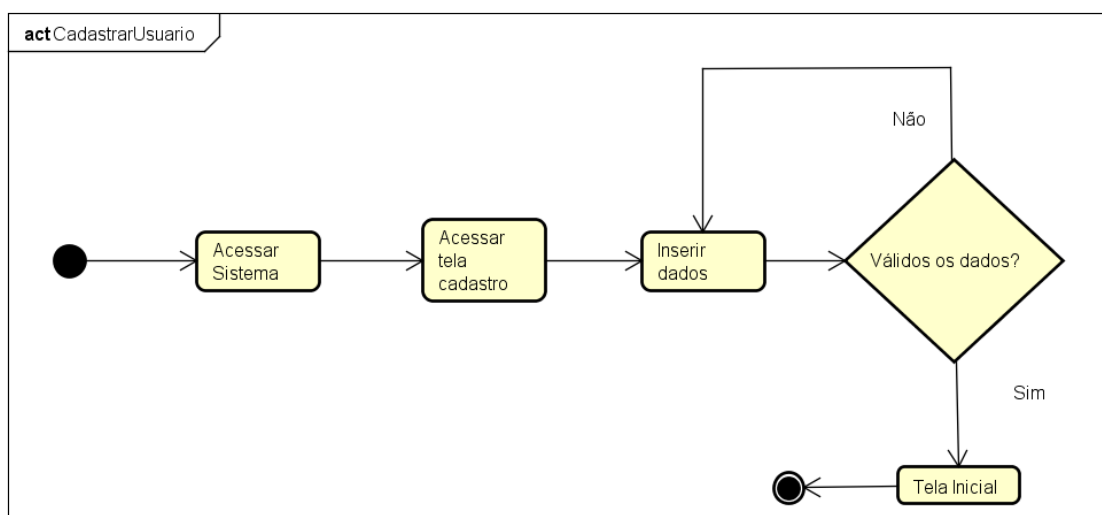 act CadastrarUsuario
Não
Acessar
Sistema
Acessar
tela
cadastro
Inserir
dados
Válidos os dados?
Sim
Tela Inicial